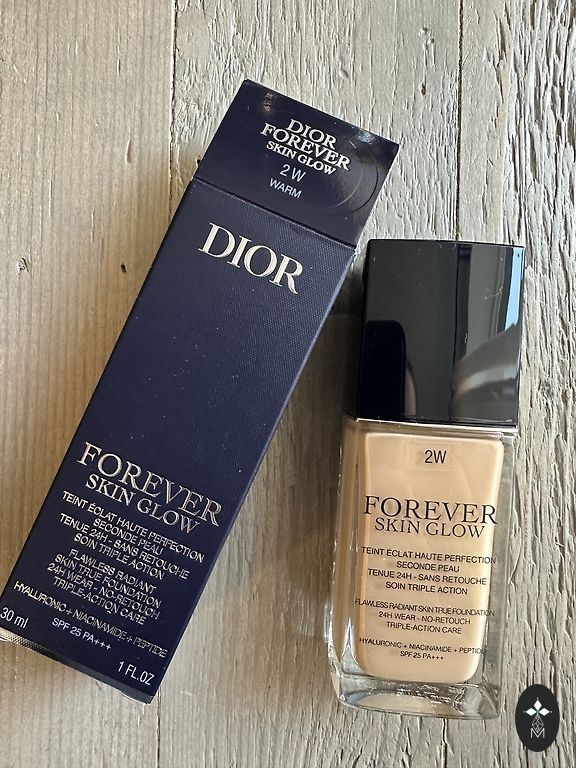 DIOR
FOREVER
SKIN GLOW
2W
WARM
DIOR
FOREVER
SKIN GLOW
TEINT ÉCLAT HAUTE PERFECTION
SECONDE PEAU
TENUE 24H - SANS RETOUCHE
SOIN TRIPLE ACTION
FLAWLESS RADIANT
SKIN TRUE FOUNDATION
24H WEAR - NO-RETOUCH
TRIPLE-ACTION CARE
HYALURONIC + NIACINAMIDE + PEPTIDE
SPF 25 PA+++
30 ml
1 FL.OZ
2W
FOREVER
SKIN GLOW
TEINT ÉCLAT HAUTE PERFECTION
SECONDE PEAU
TENUE 24H - SANS RETOUCHE
SOIN TRIPLE ACTION
FLAWLESS RADIANT SKIN TRUE FOUNDATION
24H WEAR - NO-RETOUCH
TRIPLE-ACTION CARE
HYALURONIC + NIACINAMIDE + PEPTIDE
SPF 25 PA+++
M